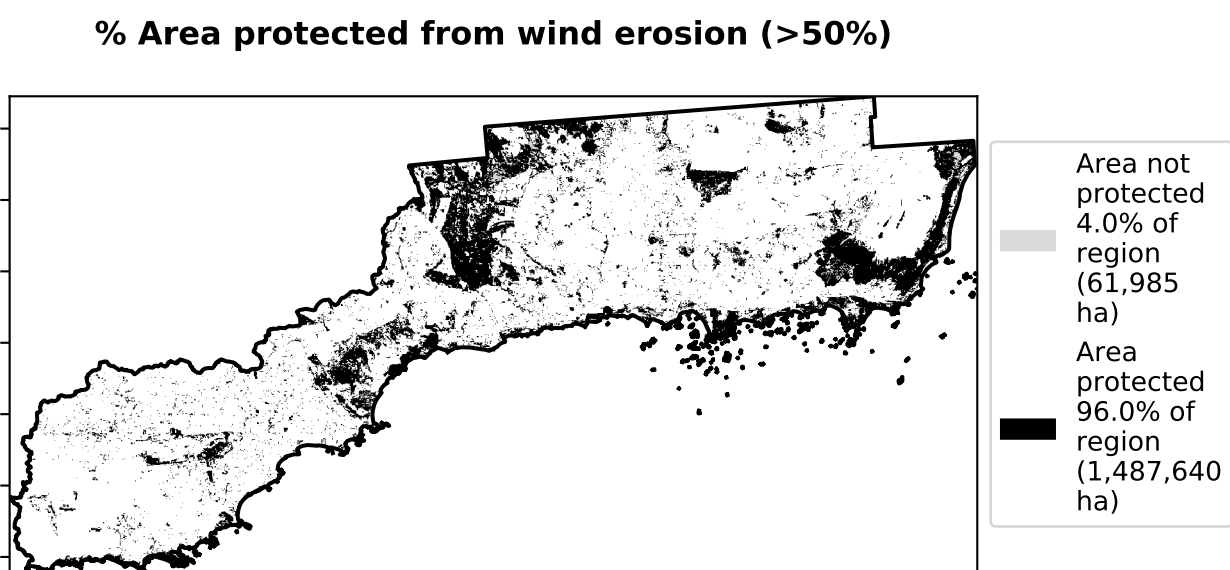 % Area protected from wind erosion (>50%)
Area not
protected
4.0% of
region
(61,985
ha)
Area
protected
96.0% of
region
(1,487,640
ha)